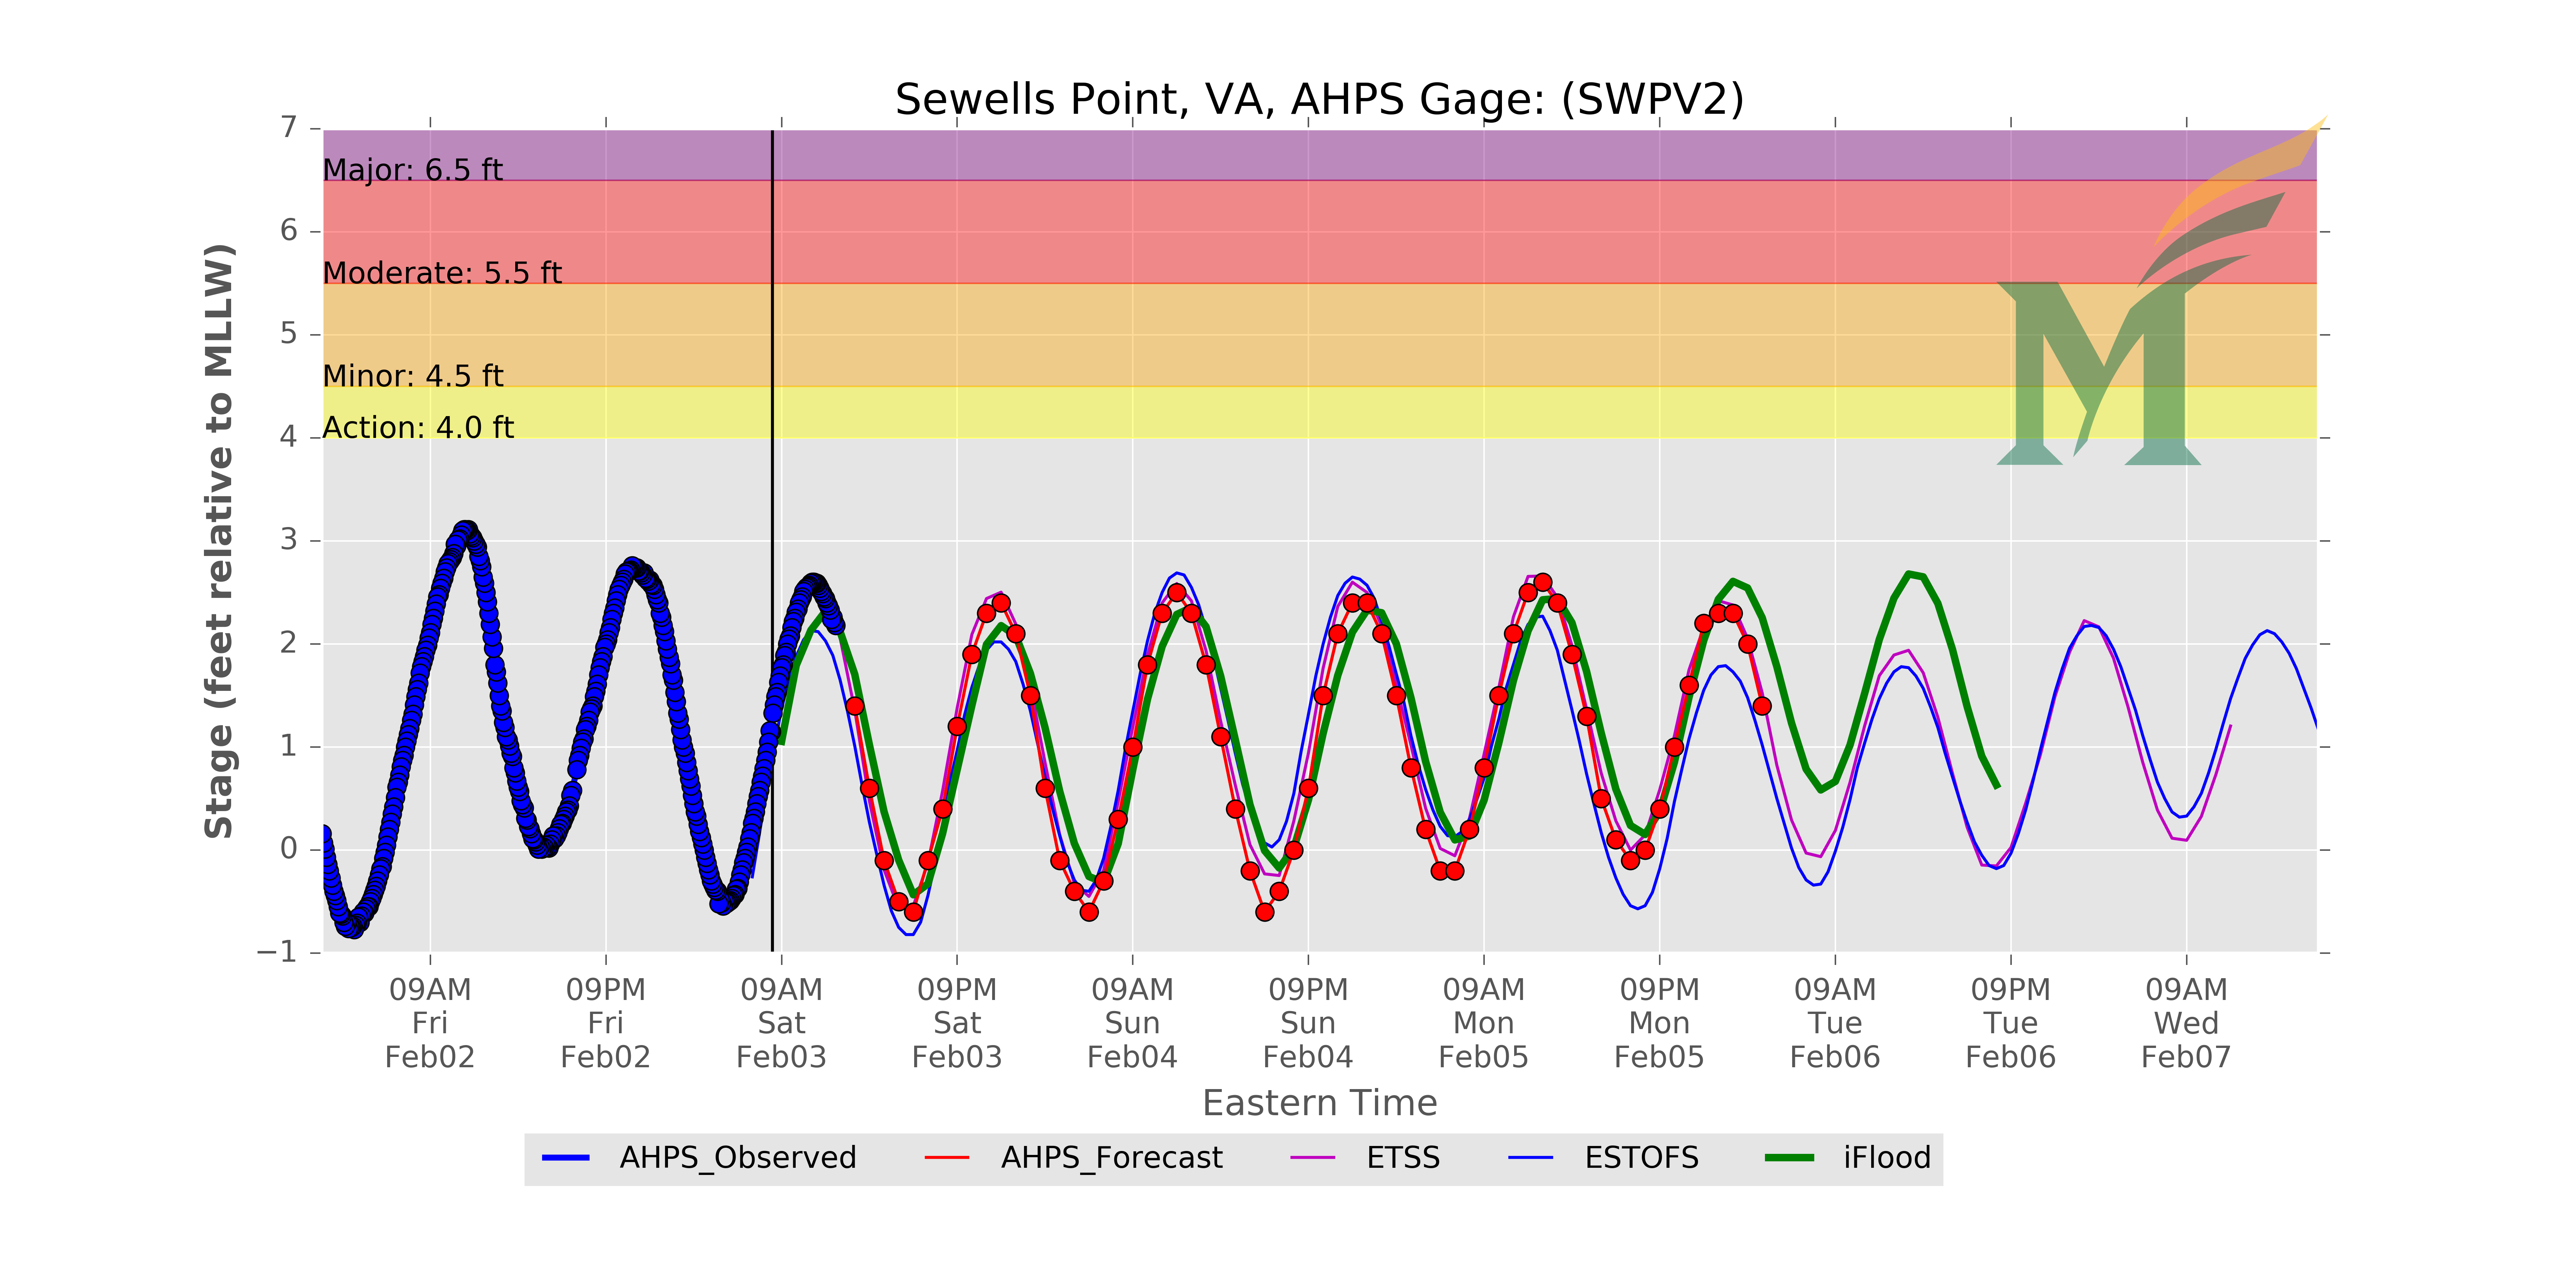 Sewells Point, VA, AHPS Gage: (SWPV2)
Stage (feet relative to MLLW)
7
6
5
4
3
2
1
0
−1
Major: 6.5 ft
Moderate: 5.5 ft
Minor: 4.5 ft
Action: 4.0 ft
09AM Fri Feb02
09PM Fri Feb02
09AM Sat Feb03
09PM Sat Feb03
09AM Sun Feb04
09PM Sun Feb04
09AM Mon Feb05
09PM Mon Feb05
09AM Tue Feb06
09PM Tue Feb06
09AM Wed Feb07
Eastern Time
AHPS_Observed AHPS_Forecast ETSS ESTOFS iFlood
M